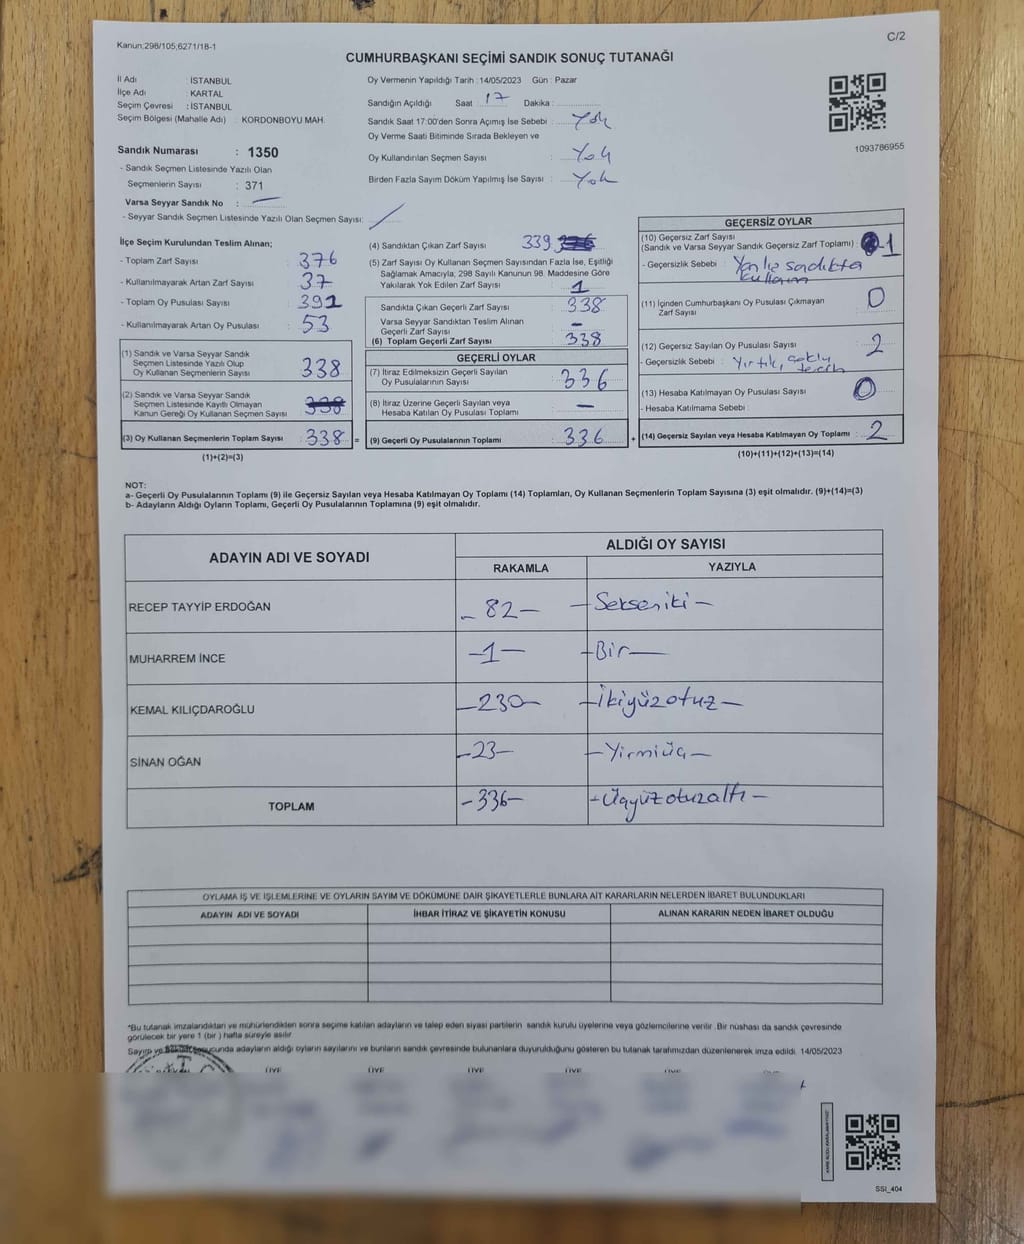 Kanun:298/105;6271/18-1
C/2
CUMHURBAŞKANI SEÇİMİ SANDIK SONUÇ TUTANAĞI
İl Adı : İSTANBUL
İlçe Adı : KARTAL
Seçim Çevresi : İSTANBUL
Seçim Bölgesi (Mahalle Adı) : KORDONBOYU MAH.
Sandık Numarası : 1350
- Sandık Seçmen Listesinde Yazılı Olan
Seçmenlerin Sayısı : 371
Varsa Seyyar Sandık No :
- Seyyar Sandık Seçmen Listesinde Yazılı Olan Seçmen Sayısı:
Oy Vermenin Yapıldığı Tarih : 14/05/2023 Gün : Pazar
Sandığın Açıldığı Saat 17 Dakika :
Sandık Saat 17:00'den Sonra Açılmış İse Sebebi : Yok
Oy Verme Saati Bitiminde Sırada Bekleyen ve
Oy Kullandırılan Seçmen Sayısı : Yok
Birden Fazla Sayım Döküm Yapılmış İse Sayısı : Yok
1093786955
İlçe Seçim Kurulundan Teslim Alınan;
- Toplam Zarf Sayısı : 376
- Kullanılmayarak Artan Zarf Sayısı : 37
- Toplam Oy Pusulası Sayısı : 391
- Kullanılmayarak Artan Oy Pusulası : 53
(1) Sandık ve Varsa Seyyar Sandık
Seçmen Listesinde Yazılı Olup
Oy Kullanan Seçmenlerin Sayısı 338
(2) Sandık ve Varsa Seyyar Sandık
Seçmen Listesinde Kayıtlı Olmayan
Kanun Gereği Oy Kullanan Seçmen Sayısı
(3) Oy Kullanan Seçmenlerin Toplam Sayısı : 338 =
(1)+(2)=(3)
(4) Sandıktan Çıkan Zarf Sayısı : 339
(5) Zarf Sayısı Oy Kullanan Seçmen Sayısından Fazla İse, Eşitliği
Sağlamak Amacıyla; 298 Sayılı Kanunun 98. Maddesine Göre
Yakılarak Yok Edilen Zarf Sayısı : 1
Sandıkta Çıkan Geçerli Zarf Sayısı : 338
Varsa Seyyar Sandıktan Teslim Alınan
Geçerli Zarf Sayısı : -
(6) Toplam Geçerli Zarf Sayısı : 338
GEÇERLİ OYLAR
(7) İtiraz Edilmeksizin Geçerli Sayılan
Oy Pusulalarının Sayısı : 336
(8) İtiraz Üzerine Geçerli Sayılan veya
Hesaba Katılan Oy Pusulası Toplamı : -
(9) Geçerli Oy Pusulalarının Toplamı : 336 +
GEÇERSİZ OYLAR
(10) Geçersiz Zarf Sayısı
(Sandık ve Varsa Seyyar Sandık Geçersiz Zarf Toplamı) : 1
- Geçersizlik Sebebi : sandıkta
(11) İçinden Cumhurbaşkanı Oy Pusulası Çıkmayan
Zarf Sayısı : 0
(12) Geçersiz Sayılan Oy Pusulası Sayısı : 2
- Geçersizlik Sebebi : Yırtık, çoklu
tercih
(13) Hesaba Katılmayan Oy Pusulası Sayısı : 0
- Hesaba Katılmama Sebebi :
(14) Geçersiz Sayılan veya Hesaba Katılmayan Oy Toplamı : 2
(10)+(11)+(12)+(13)=(14)
NOT:
a- Geçerli Oy Pusulalarının Toplamı (9) ile Geçersiz Sayılan veya Hesaba Katılmayan Oy Toplamı (14) Toplamları, Oy Kullanan Seçmenlerin Toplam Sayısına (3) eşit olmalıdır. (9)+(14)=(3)
b- Adayların Aldığı Oyların Toplamı, Geçerli Oy Pusulalarının Toplamına (9) eşit olmalıdır.
ADAYIN ADI VE SOYADI
ALDIĞI OY SAYISI
RAKAMLA YAZIYLA
RECEP TAYYİP ERDOĞAN - 82 - - Sekseniki -
MUHARREM İNCE - 1 - - Bir -
KEMAL KILIÇDAROĞLU - 230 - - İkiyüzotuz -
SİNAN OĞAN - 23 - - Yirmiüç -
TOPLAM - 336 - - Üçyüzotuzaltı -
OYLAMA İŞ VE İŞLEMLERİNE VE OYLARIN SAYIM VE DÖKÜMÜNE DAİR ŞİKAYETLERLE BUNLARA AİT KARARLARIN NELERDEN İBARET BULUNDUKLARI
ADAYIN ADI VE SOYADI İHBAR İTİRAZ VE ŞİKAYETİN KONUSU ALINAN KARARIN NEDEN İBARET OLDUĞU
*Bu tutanak imzalandıktan ve mühürlendikten sonra seçime katılan adayların ve talep eden siyasi partilerin sandık kurulu üyelerine veya gözlemcilerine verilir. Bir nüshası da sandık çevresinde
görülecek bir yere 1 (bir) hafta süreyle asılır.
Sayım ve sonucunda adayların aldığı oyların sayılarını ve bunların sandık çevresinde bulunanlara duyurulduğunu gösteren bu tutanak tarafımızdan düzenlenerek imza edildi. 14/05/2023
ÜYE ÜYE ÜYE ÜYE ÜYE ÜYE
SSİ_404